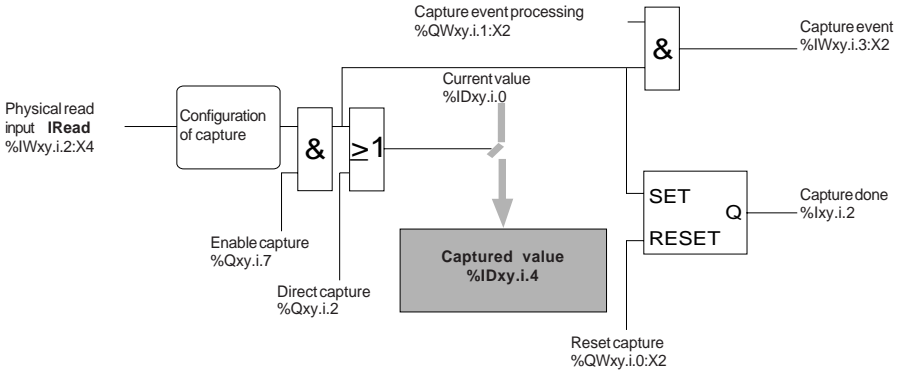 Capture event processing
%QWxy.i.1:X2
Capture event
%IWxy.i.3:X2
&
Current value
%IDxy.i.0
Physical read
input IRead
%IWxy.i.2:X4
Configuration
of capture
&
≥1
SET
Q
RESET
Capture done
%Ixy.i.2
Enable capture
%Qxy.i.7
Captured value
%IDxy.i.4
Direct capture
%Qxy.i.2
Reset capture
%QWxy.i.0:X2